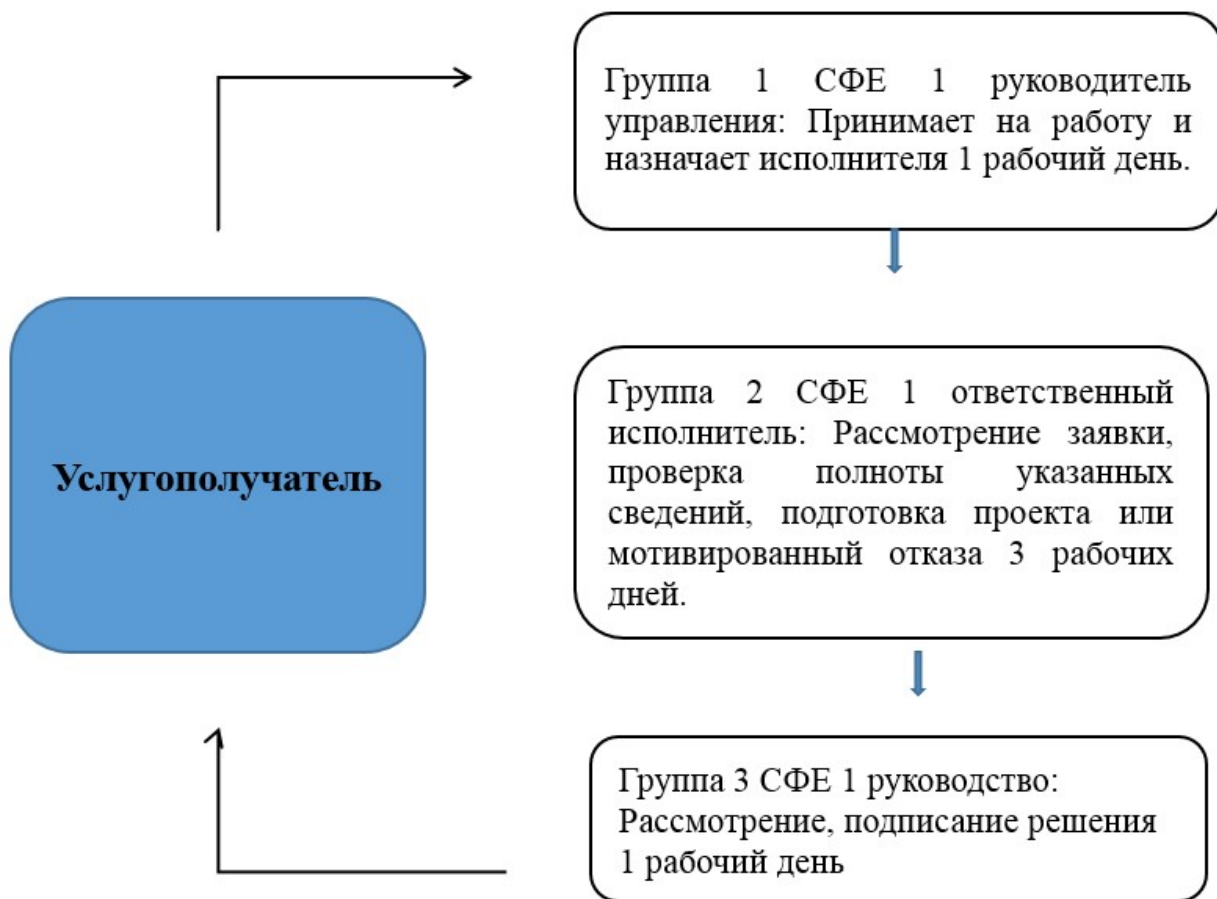 Группа 1 СФЕ 1 руководитель
управления: Принимает на работу и
назначает исполнителя 1 рабочий день.
Услугополучатель
Группа 2 СФЕ 1 ответственный
исполнитель: Рассмотрение заявки,
проверка полноты указанных
сведений, подготовка проекта или
мотивированный отказа 3 рабочих
дней.
Группа 3 СФЕ 1 руководство:
Рассмотрение, подписание решения
1 рабочий день